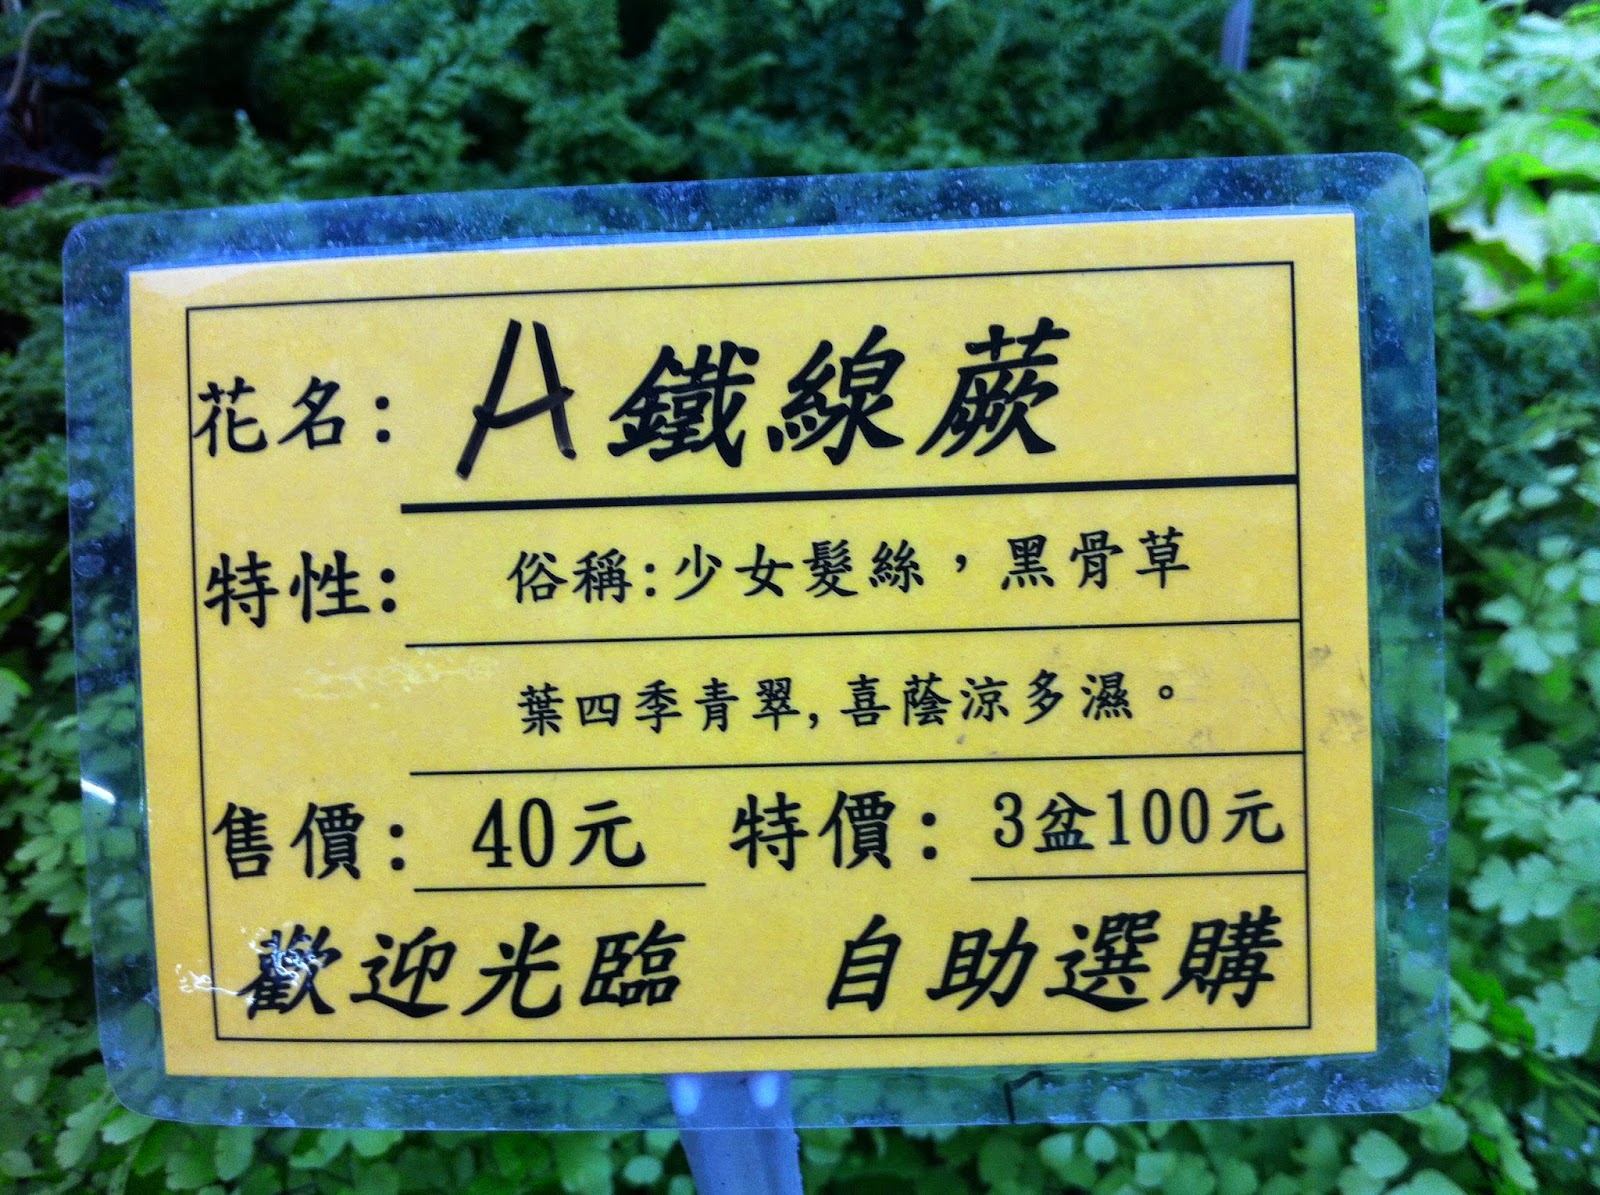 花名: A 鐵線蕨
特性: 俗稱:少女髮絲，黑骨草
葉四季青翠,喜蔭涼多濕。
售價: 40元 特價: 3盆100元
歡迎光臨 自助選購